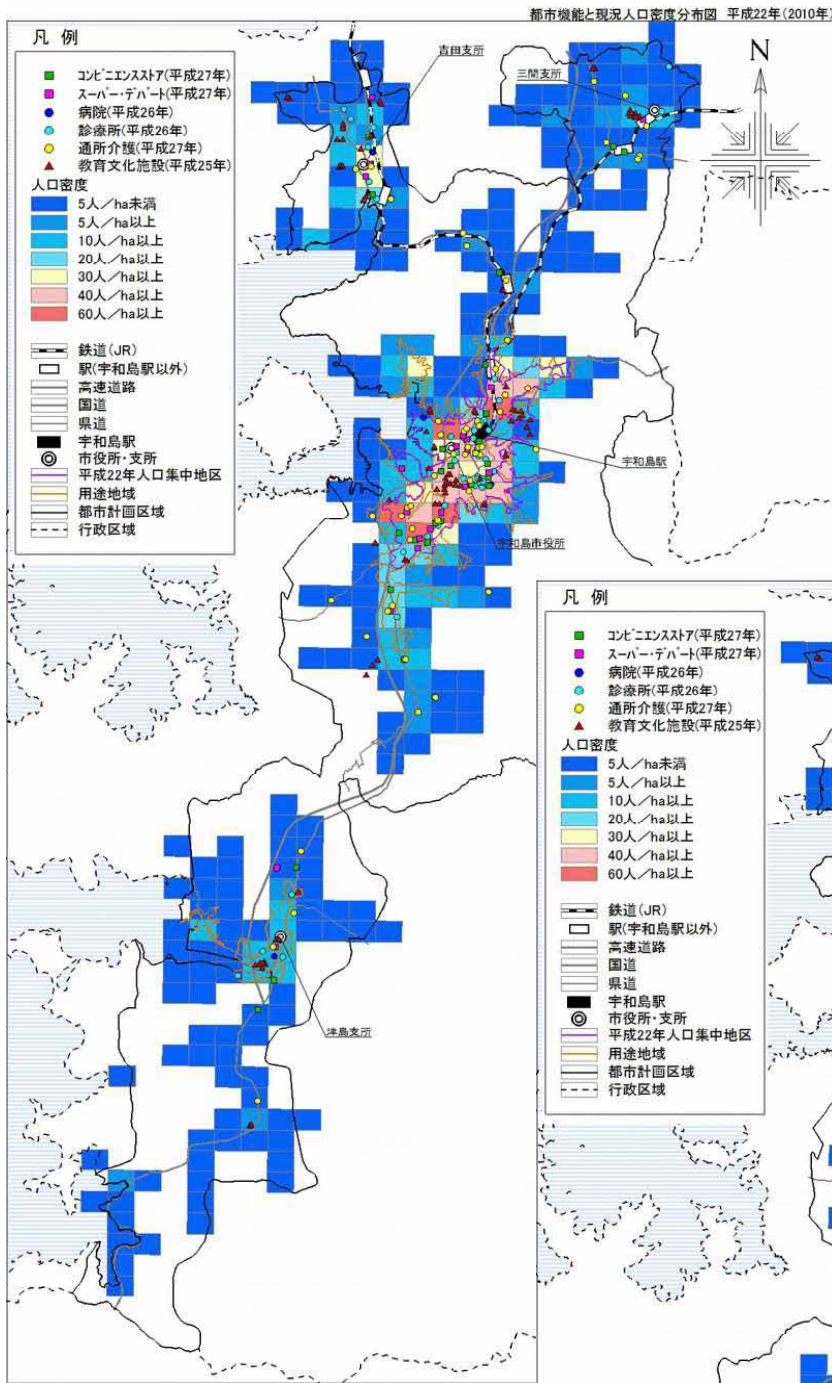 都市機能と現況人口密度分布図 平成22年(2010年)
凡 例
コンビニエンスストア(平成27年)
スーパー・デパート(平成27年)
病院(平成26年)
診療所(平成26年)
通所介護(平成27年)
教育文化施設(平成25年)
人口密度
5人/ha未満
5人/ha以上
10人/ha以上
20人/ha以上
30人/ha以上
40人/ha以上
60人/ha以上
鉄道(JR)
駅(宇和島駅以外)
高速道路
国道
県道
宇和島駅
市役所・支所
平成22年人口集中地区
用途地域
都市計画区域
行政区域
吉田支所
三間支所
N
宇和島駅
宇和島市役所
津島支所
凡 例
コンビニエンスストア(平成27年)
スーパー・デパート(平成27年)
病院(平成26年)
診療所(平成26年)
通所介護(平成27年)
教育文化施設(平成25年)
人口密度
5人/ha未満
5人/ha以上
10人/ha以上
20人/ha以上
30人/ha以上
40人/ha以上
60人/ha以上
鉄道(JR)
駅(宇和島駅以外)
高速道路
国道
県道
宇和島駅
市役所・支所
平成22年人口集中地区
用途地域
都市計画区域
行政区域